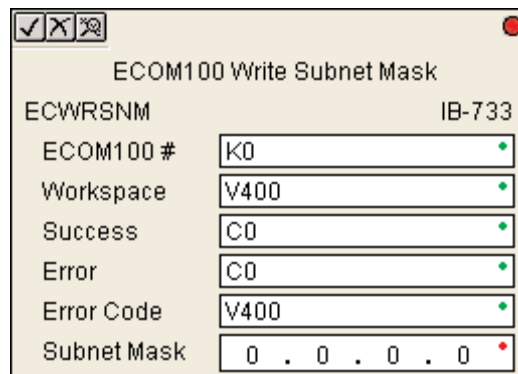 ECOM100 Write Subnet Mask
ECWRSNM IB-733
ECOM100 # K0
Workspace V400
Success C0
Error C0
Error Code V400
Subnet Mask 0 . 0 . 0 . 0